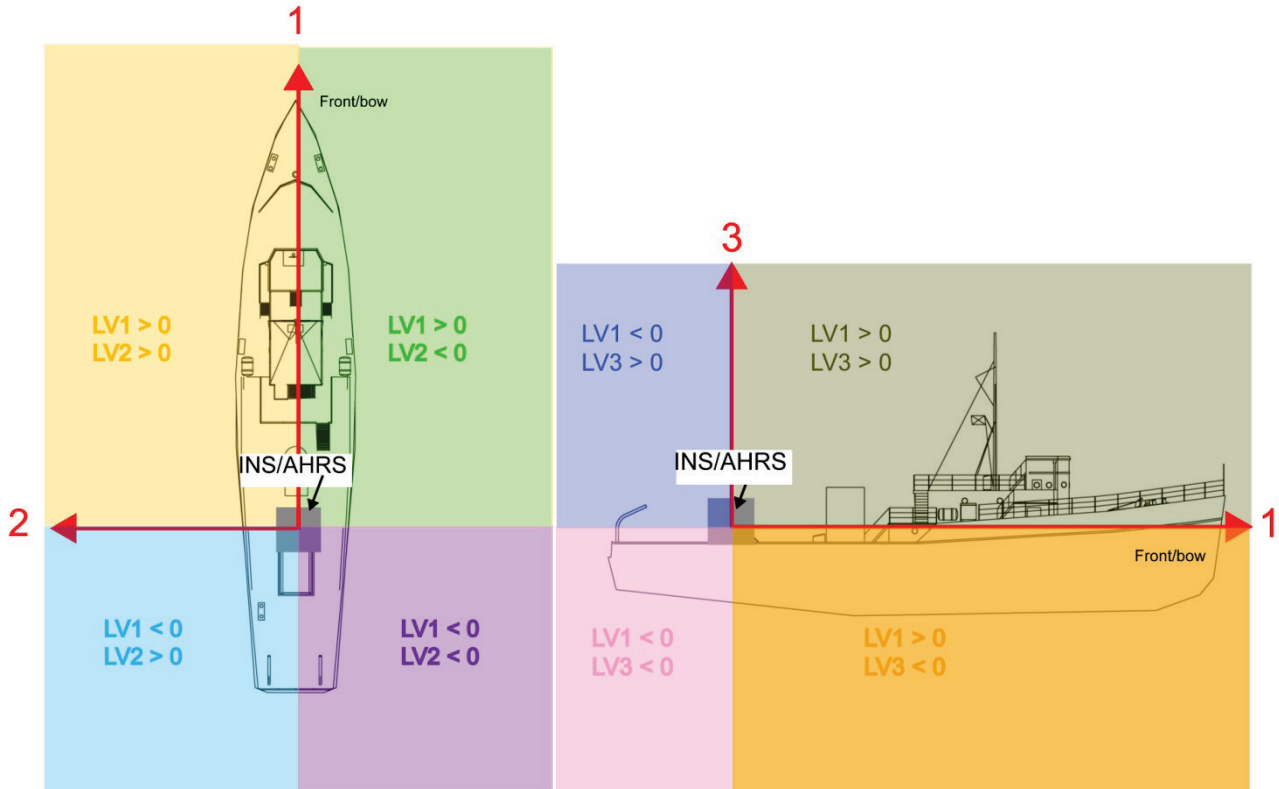 1
Front/bow
LV1 > 0
LV2 > 0
LV1 > 0
LV2 < 0
INS/AHRS
2
LV1 < 0
LV2 > 0
LV1 < 0
LV2 < 0
3
LV1 < 0
LV3 > 0
LV1 > 0
LV3 > 0
INS/AHRS
1
Front/bow
LV1 < 0
LV3 < 0
LV1 > 0
LV3 < 0